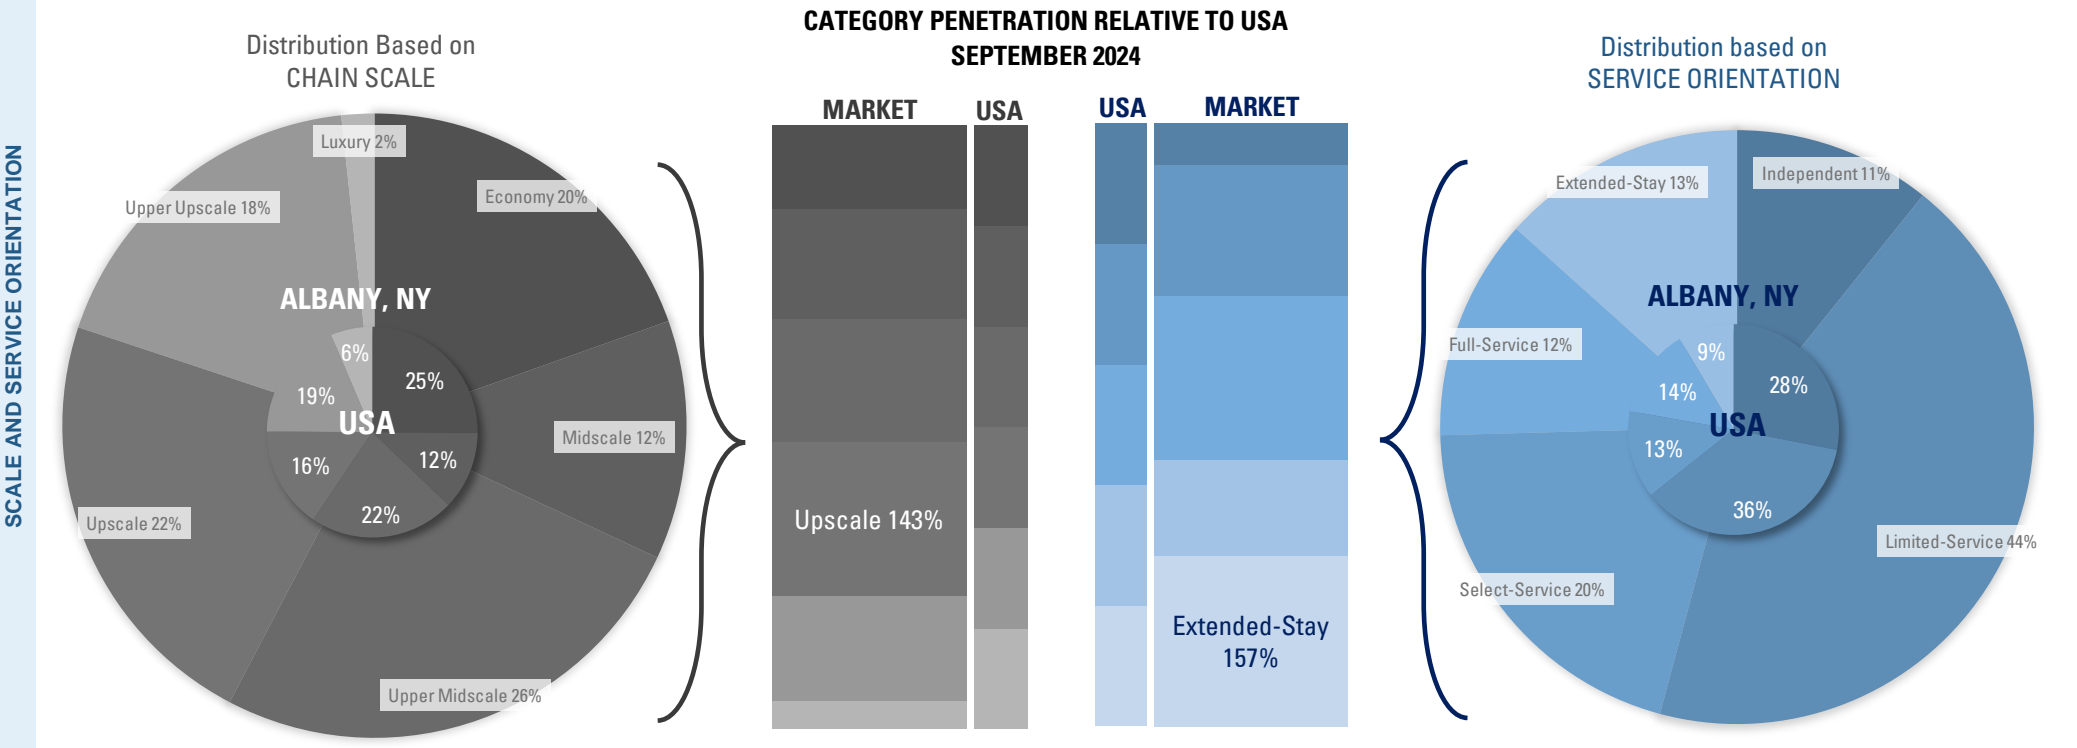 SCALE AND SERVICE ORIENTATION
Distribution Based on
CHAIN SCALE
Luxury 2%
Economy 20%
Upper Upscale 18%
ALBANY, NY
6%
25%
19%
USA
Midscale 12%
16%
12%
22%
Upscale 22%
Upper Midscale 26%
CATEGORY PENETRATION RELATIVE TO USA
SEPTEMBER 2024
MARKET
USA
Upscale 143%
USA
MARKET
Extended-Stay
157%
Distribution based on
SERVICE ORIENTATION
Independent 11%
Extended-Stay 13%
ALBANY, NY
Full-Service 12%
9%
28%
14%
USA
13%
36%
Limited-Service 44%
Select-Service 20%